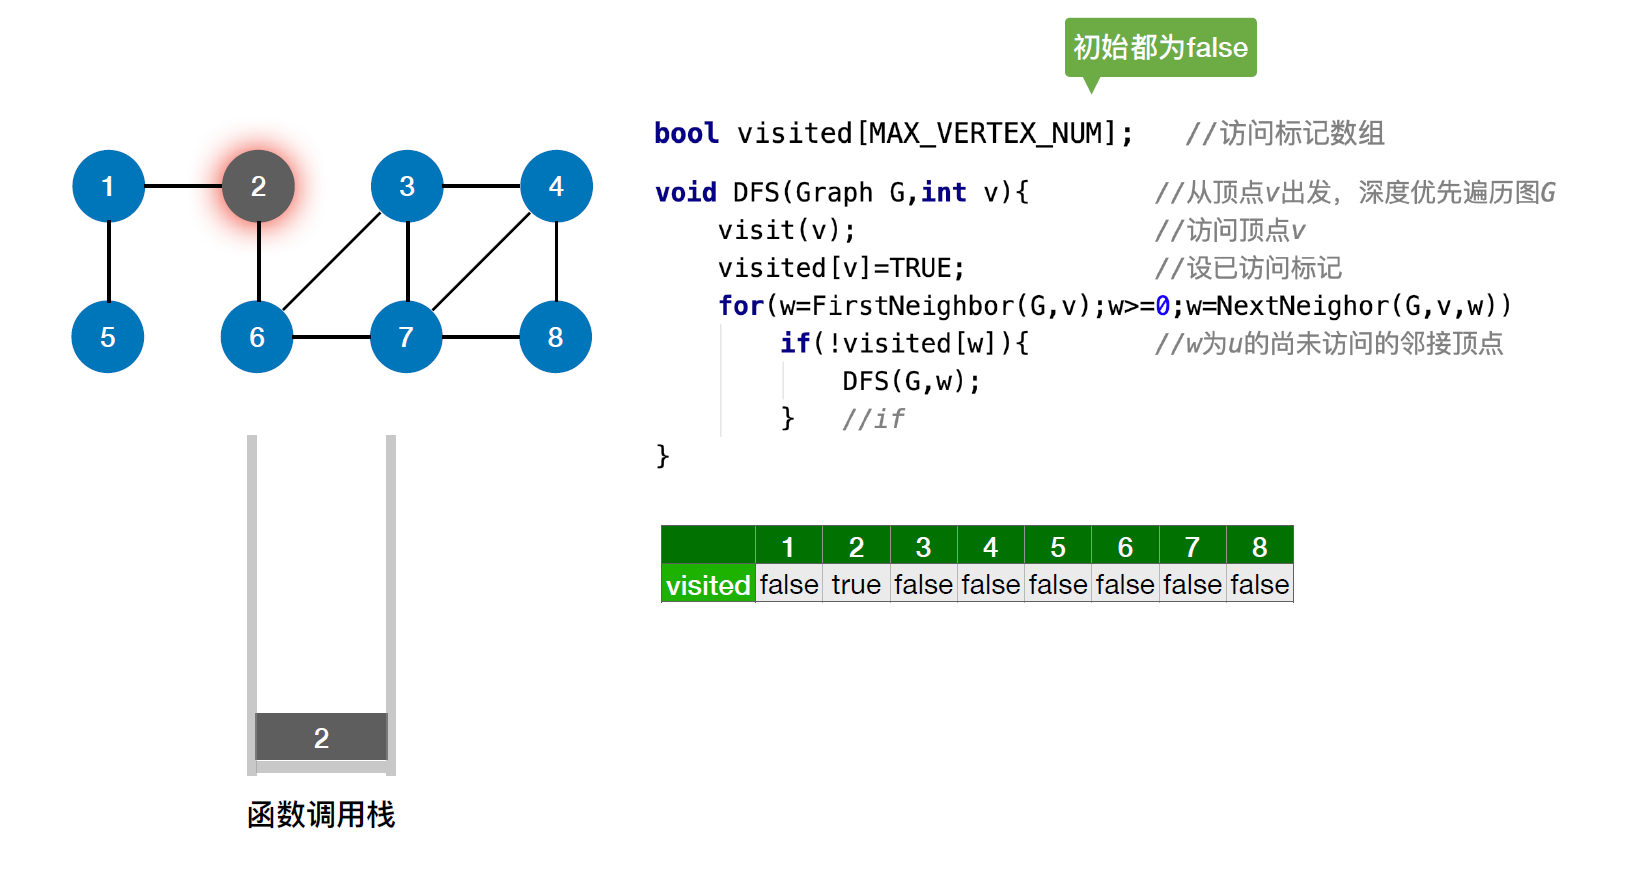 初始都为false
bool visited[MAX_VERTEX_NUM]; //访问标记数组
void DFS(Graph G,int v){ //从顶点v出发，深度优先遍历图G
visit(v); //访问顶点v
visited[v]=TRUE; //设已访问标记
for(w=FirstNeighbor(G,v);w>=0;w=NextNeighor(G,v,w))
if(!visited[w]){ //w为u的尚未访问的邻接顶点
DFS(G,w);
} //if
}
1 2 3 4
5 6 7 8
1 2 3 4 5 6 7 8
visited false true false false false false false false
2
函数调用栈